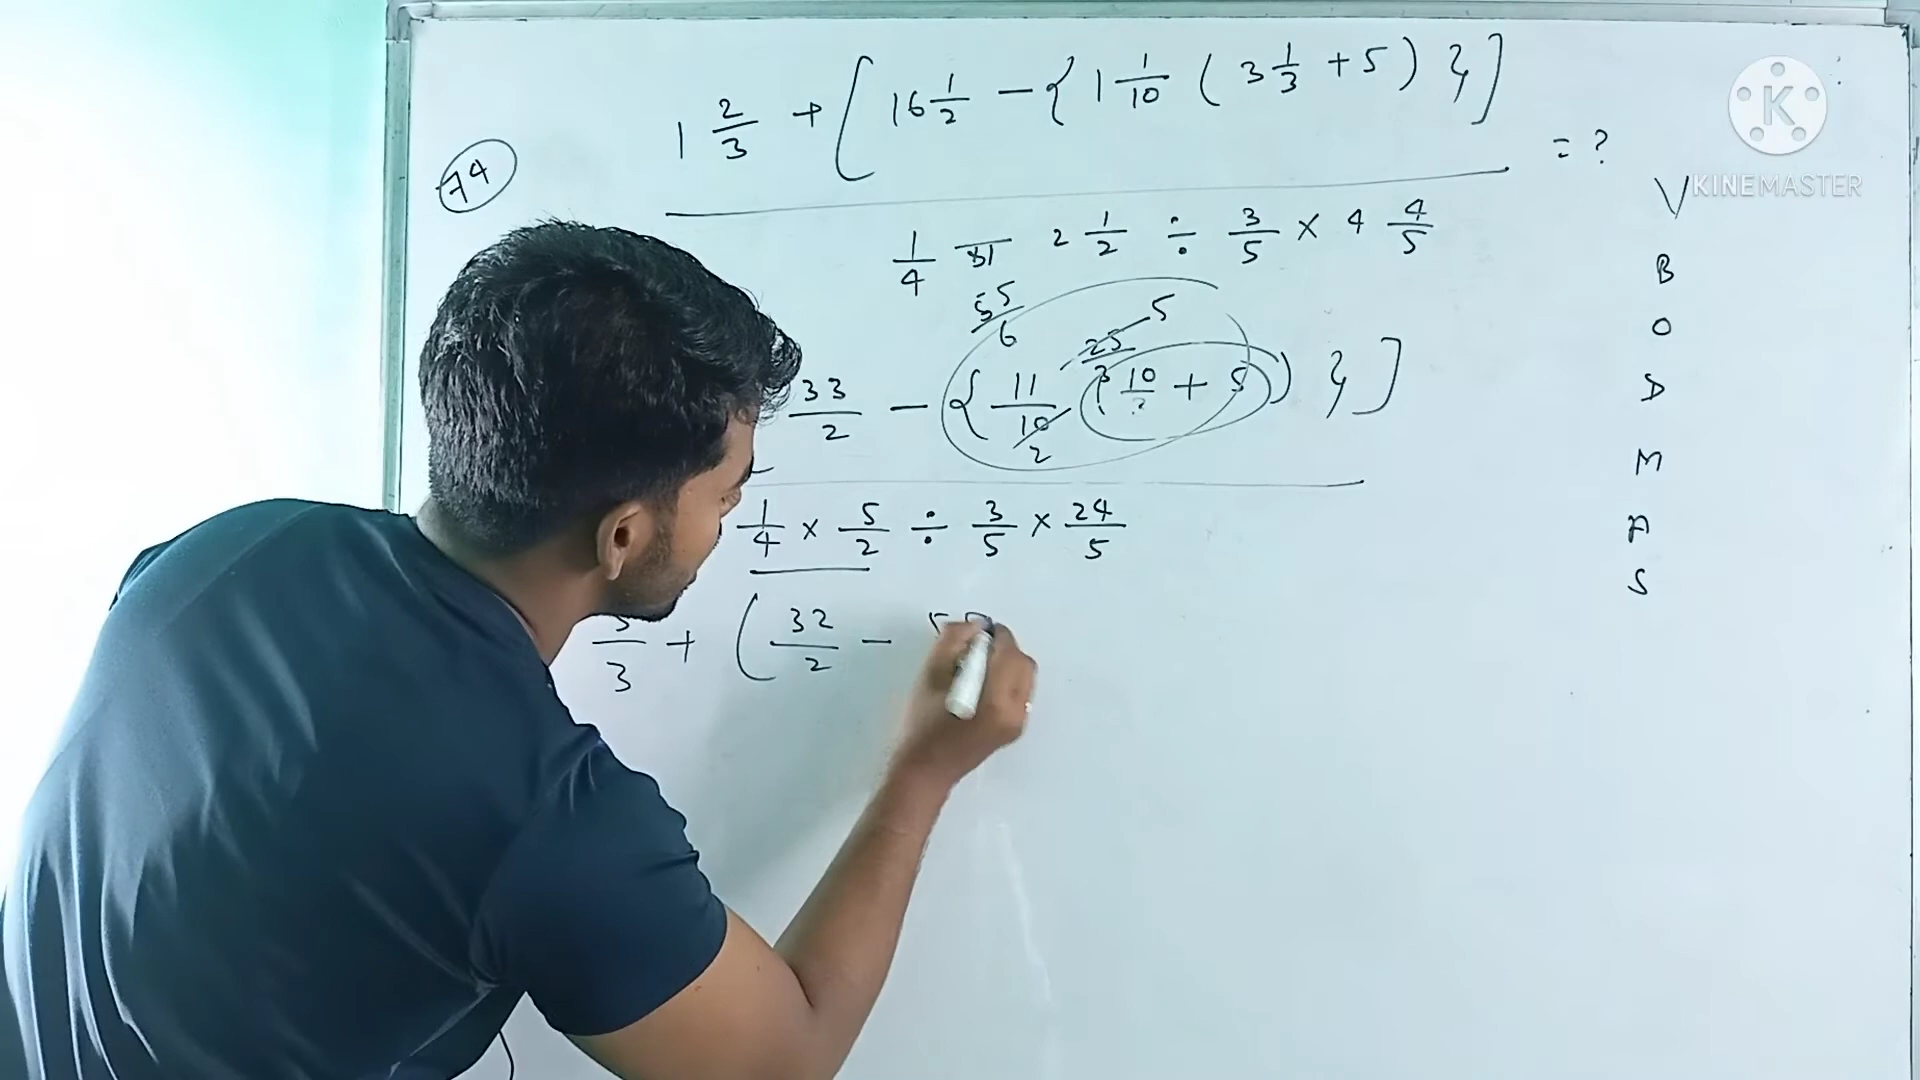 74
1 2/3 + [ 16 1/2 - { 1 1/10 ( 3 1/3 + 5 ) } ]
= ?
1/4 का 2 1/2 ÷ 3/5 × 4 4/5
55/6
25/3 5
33/2 - { 11/10 ( 10/3 + 5 ) } ]
2
1/4 × 5/2 ÷ 3/5 × 24/5
5/3 + ( 32/2 -
V
B
O
D
M
A
S
K
KINEMASTER